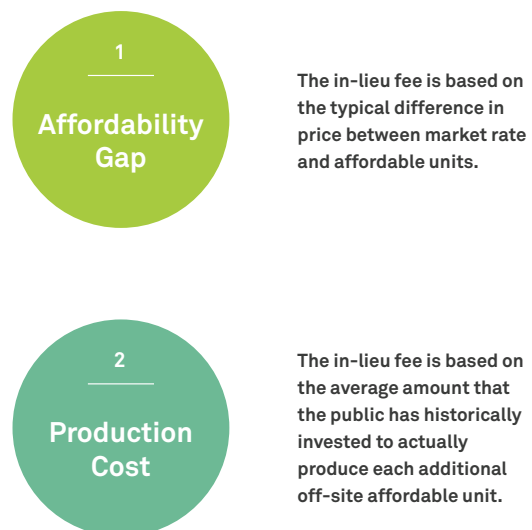 1
Affordability
Gap
The in-lieu fee is based on
the typical difference in
price between market rate
and affordable units.
2
Production
Cost
The in-lieu fee is based on
the average amount that
the public has historically
invested to actually
produce each additional
off-site affordable unit.